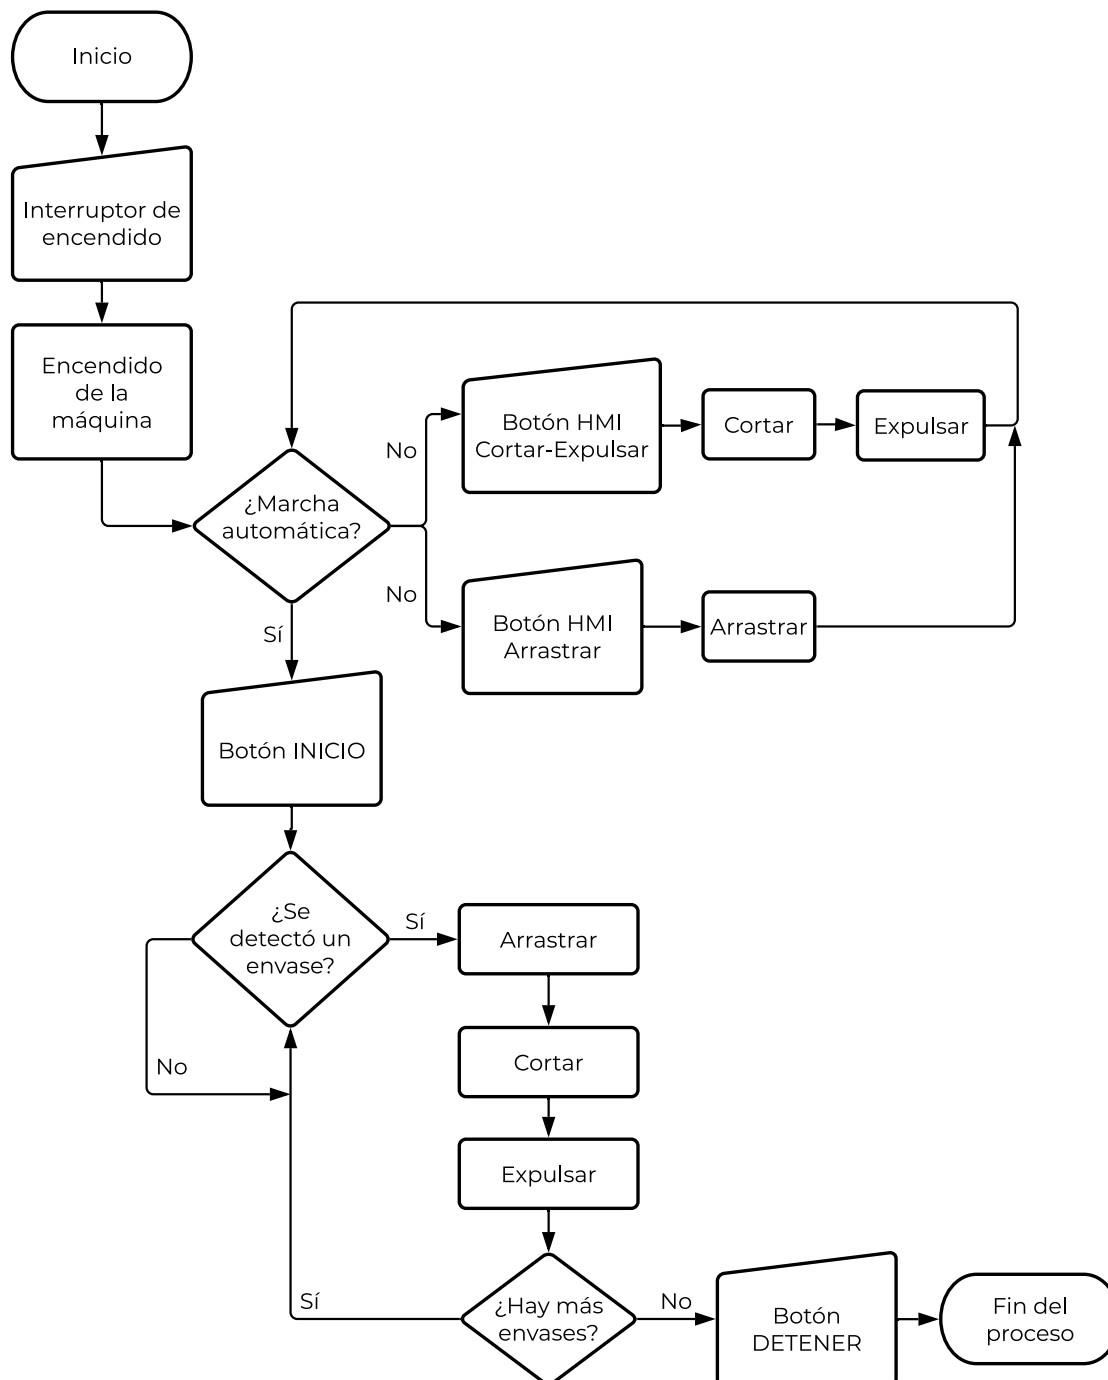 Inicio
Interruptor de
encendido
Encendido
de la
máquina
¿Marcha
automática?
No
Botón HMI
Cortar-Expulsar
Cortar
Expulsar
No
Botón HMI
Arrastrar
Arrastrar
Sí
Botón INICIO
¿Se
detectó un
envase?
Sí
Arrastrar
No
Cortar
Expulsar
¿Hay más
envases?
Sí
No
Botón
DETENER
Fin del
proceso